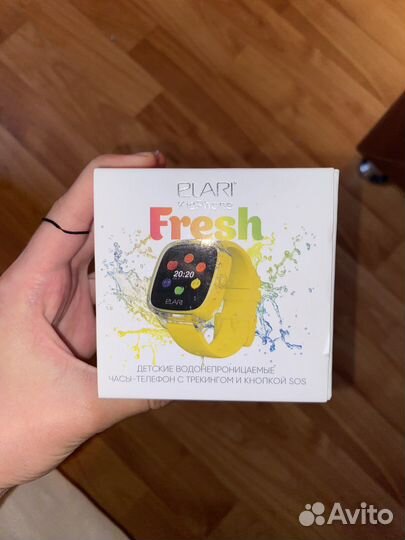 ELARI
KidPhone
Fresh
20:20
ELARI
ДЕТСКИЕ ВОДОНЕПРОНИЦАЕМЫЕ
ЧАСЫ-ТЕЛЕФОН С ТРЕКИНГОМ И КНОПКОЙ SOS
Avito